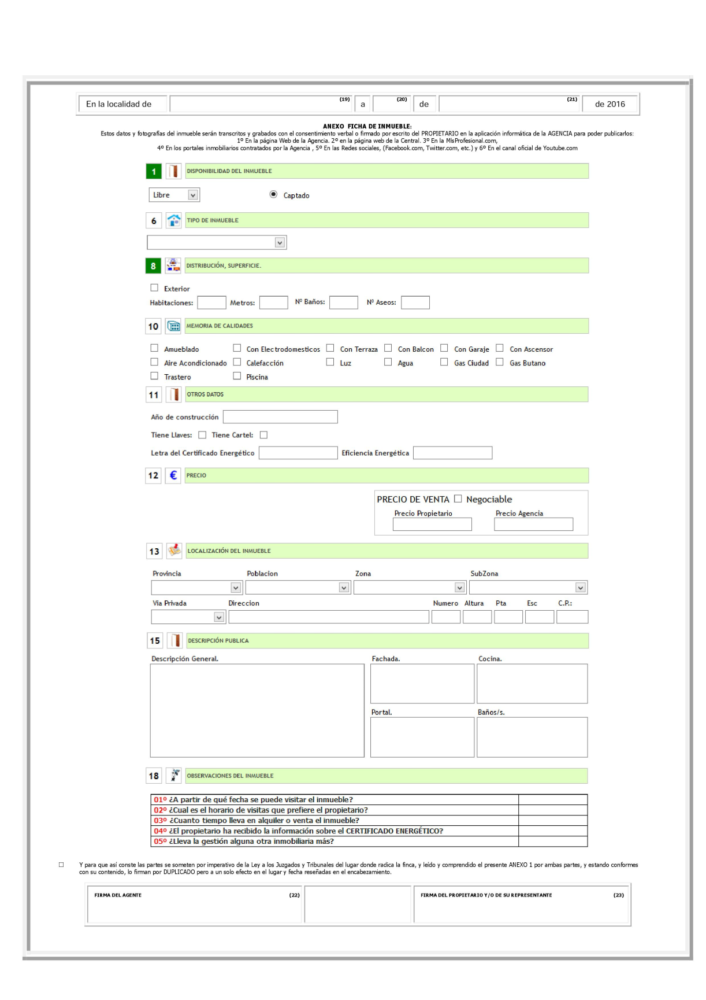 En la localidad de (19) a (20) de (21) de 2016
ANEXO FICHA DE INMUEBLE:
Estos datos y fotografías del inmueble serán transcritos y grabados con el consentimiento verbal o firmado por escrito del PROPIETARIO en la aplicación informática de la AGENCIA para poder publicarlos:
1º En la página Web de la Agencia. 2º en la página web de la Central. 3º En la MlsProfesional.com,
4º En los portales inmobiliarios contratados por la Agencia , 5º En las Redes sociales, (Facebook.com, Twitter.com, etc.) y 6º En el canal oficial de Youtube.com
1 DISPONIBILIDAD DEL INMUEBLE
Libre Captado
6 TIPO DE INMUEBLE
8 DISTRIBUCIÓN, SUPERFICIE.
Exterior
Habitaciones: Metros: Nº Baños: Nº Aseos:
10 MEMORIA DE CALIDADES
Amueblado Con Electrodomesticos Con Terraza Con Balcon Con Garaje Con Ascensor
Aire Acondicionado Calefacción Luz Agua Gas Ciudad Gas Butano
Trastero Piscina
11 OTROS DATOS
Año de construcción
Tiene Llaves: Tiene Cartel:
Letra del Certificado Energético Eficiencia Energética
12 € PRECIO
PRECIO DE VENTA Negociable
Precio Propietario Precio Agencia
13 LOCALIZACIÓN DEL INMUEBLE
Provincia Poblacion Zona SubZona
Via Privada Direccion Numero Altura Pta Esc C.P.:
15 DESCRIPCIÓN PUBLICA
Descripción General. Fachada. Cocina.
Portal. Baños/s.
18 OBSERVACIONES DEL INMUEBLE
01º ¿A partir de qué fecha se puede visitar el inmueble?
02º ¿Cual es el horario de visitas que prefiere el propietario?
03º ¿Cuanto tiempo lleva en alquiler o venta el inmueble?
04º ¿El propietario ha recibido la información sobre el CERTIFICADO ENERGÉTICO?
05º ¿Lleva la gestión alguna otra inmobiliaria más?
Y para que así conste las partes se someten por imperativo de la Ley a los Juzgados y Tribunales del lugar donde radica la finca, y leído y comprendido el presente ANEXO 1 por ambas partes, y estando conformes
con su contenido, lo firman por DUPLICADO pero a un solo efecto en el lugar y fecha reseñadas en el encabezamiento.
FIRMA DEL AGENTE (22) FIRMA DEL PROPIETARIO Y/O DE SU REPRESENTANTE (23)